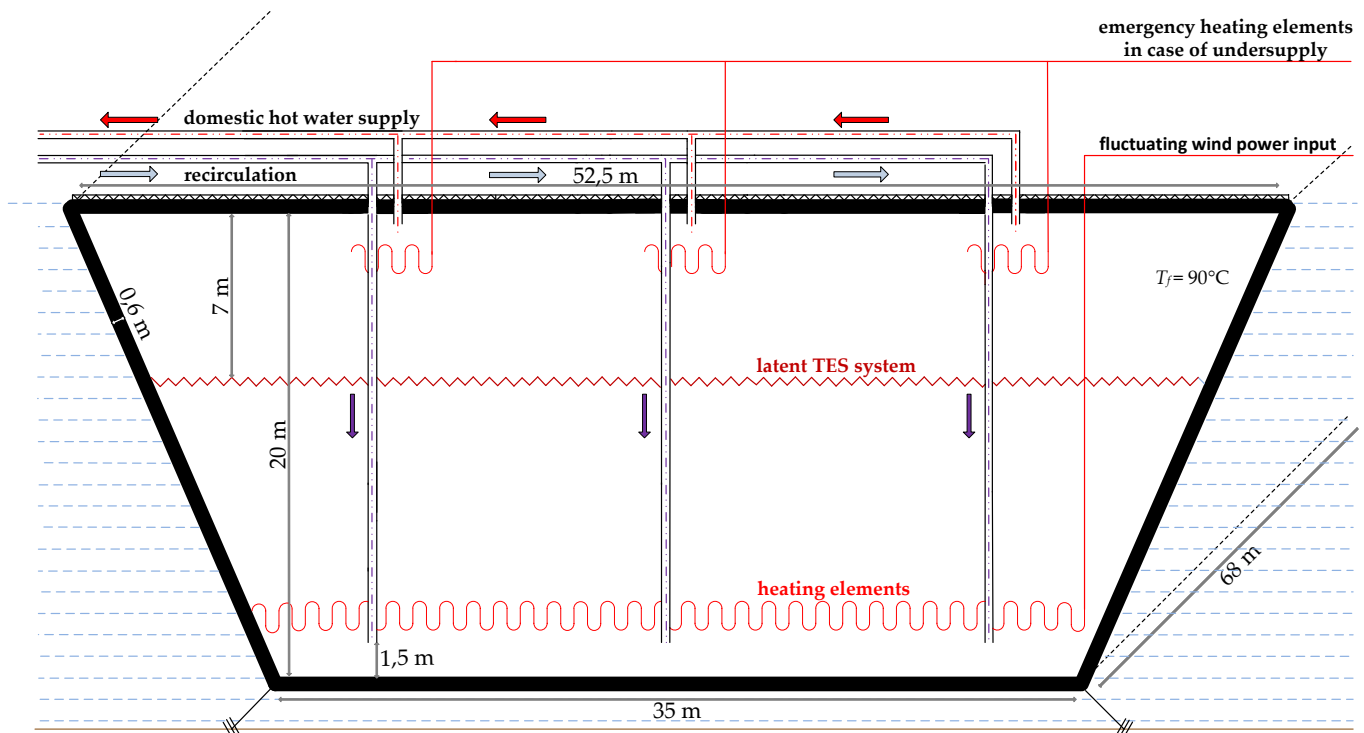 emergency heating elements
in case of undersupply
domestic hot water supply
fluctuating wind power input
recirculation
52,5 m
T𝑓 = 90°C
0,6 m
7 m
latent TES system
20 m
68 m
heating elements
1,5 m
35 m